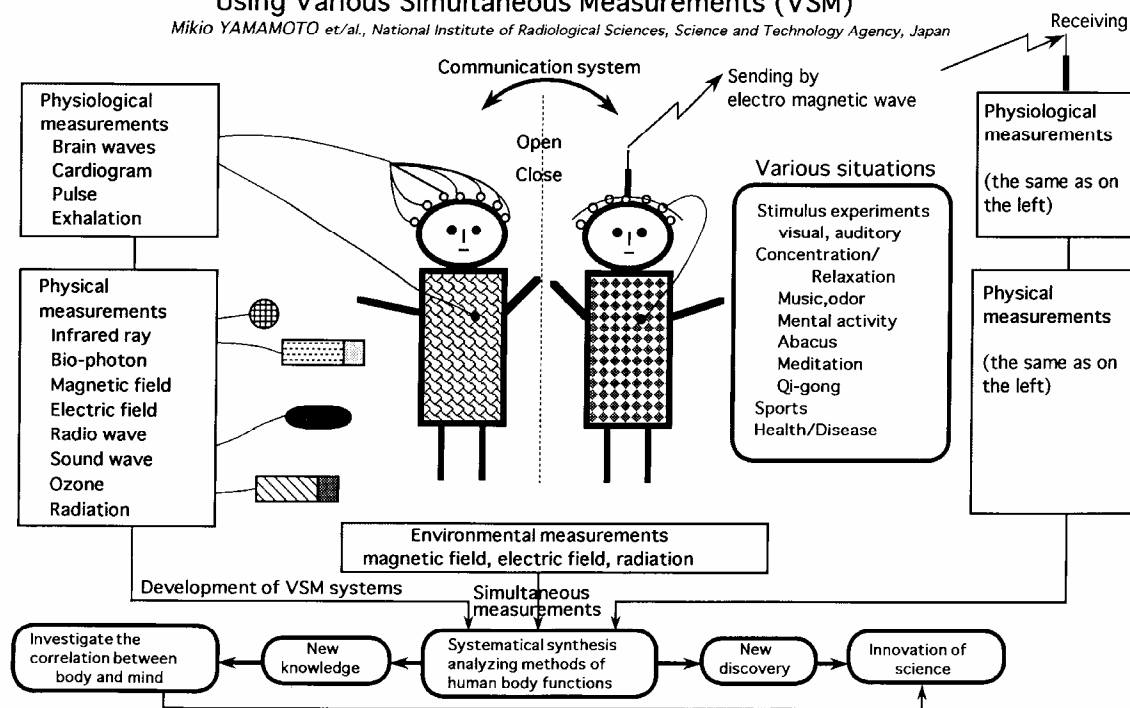 Using Various Simultaneous Measurements (VSM)
Mikio YAMAMOTO et/al., National Institute of Radiological Sciences, Science and Technology Agency, Japan
Receiving
Communication system
Sending by
electro magnetic wave
Open
Close
Physiological
measurements
Brain waves
Cardiogram
Pulse
Exhalation
Physical
measurements
Infrared ray
Bio-photon
Magnetic field
Electric field
Radio wave
Sound wave
Ozone
Radiation
Various situations
Stimulus experiments
visual, auditory
Concentration/
Relaxation
Music,odor
Mental activity
Abacus
Meditation
Qi-gong
Sports
Health/Disease
Physiological
measurements
(the same as on
the left)
Physical
measurements
(the same as on
the left)
Environmental measurements
magnetic field, electric field, radiation
Development of VSM systems
Simultaneous
measurements
Investigate the
correlation between
body and mind
New
knowledge
Systematical synthesis
analyzing methods of
human body functions
New
discovery
Innovation of
science